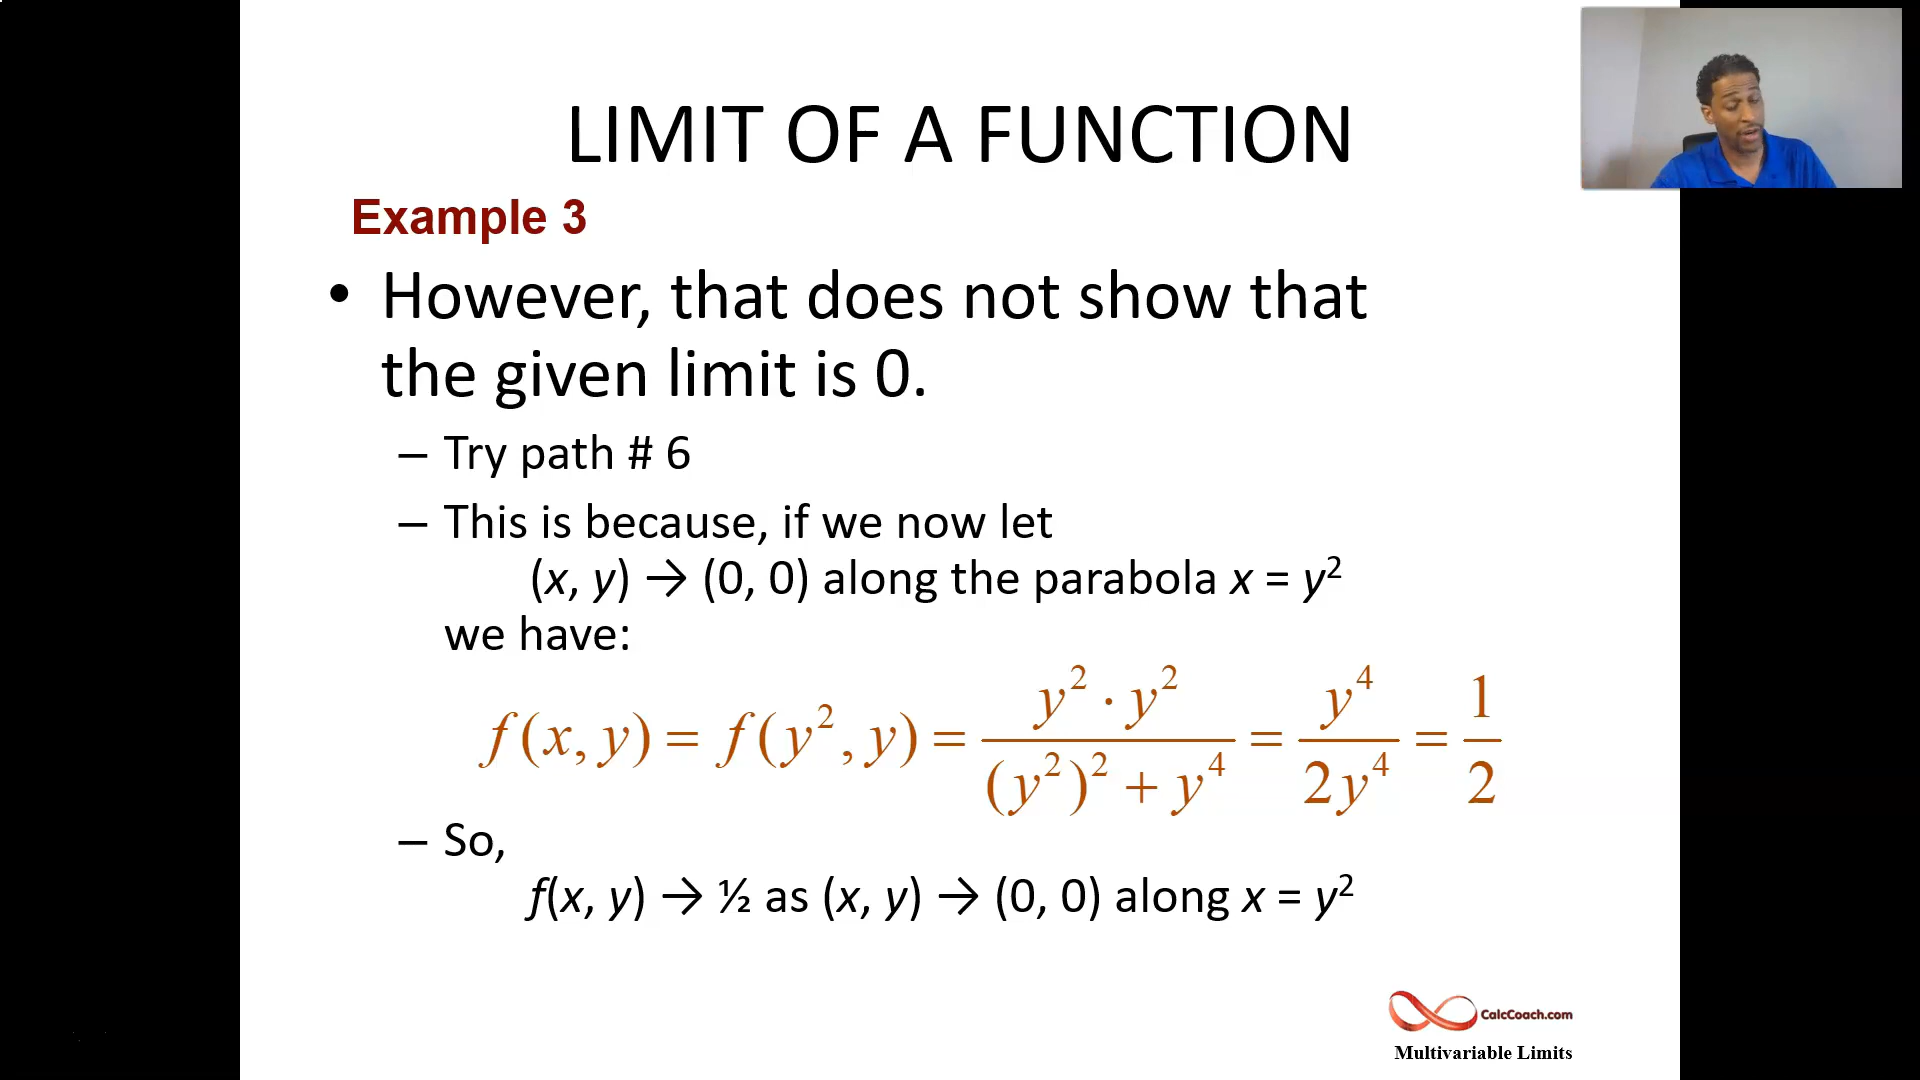 LIMIT OF A FUNCTION
Example 3
• However, that does not show that
the given limit is 0.
– Try path # 6
– This is because, if we now let
(x, y) → (0, 0) along the parabola x = y²
we have:
f(x, y) = f(y², y) = (y² · y²)/((y²)² + y⁴) = y⁴/(2y⁴) = 1/2
– So,
f(x, y) → ½ as (x, y) → (0, 0) along x = y²
CalcCoach.com
Multivariable Limits